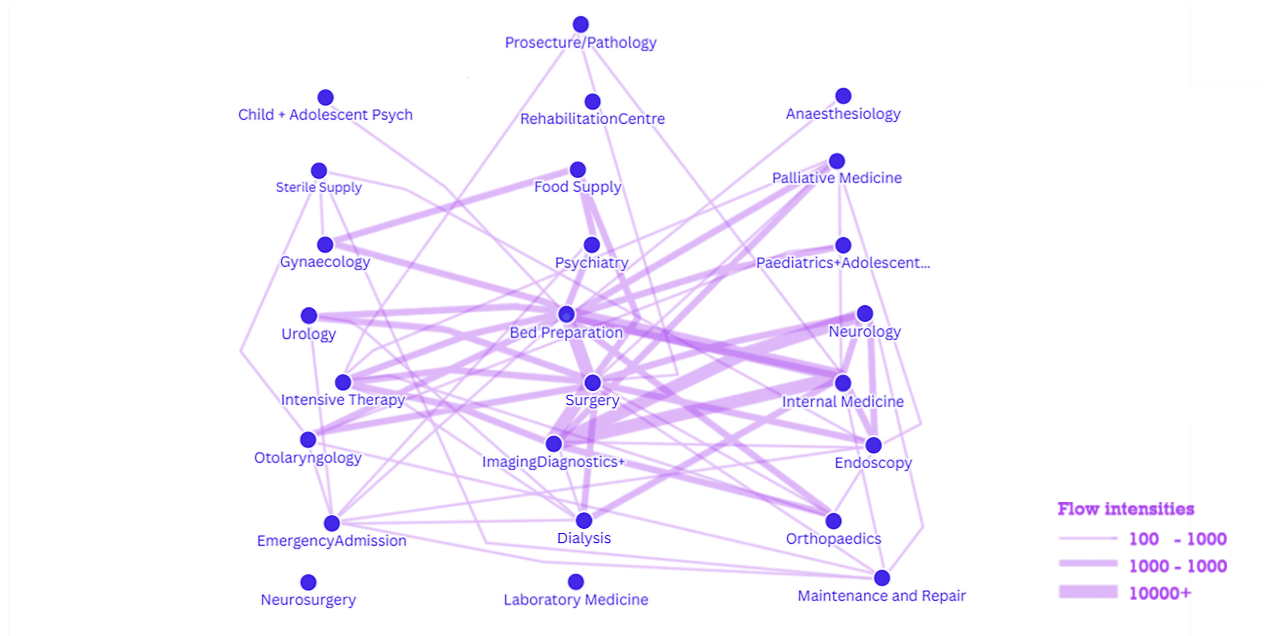 Prosecture/Pathology
Child + Adolescent Psych
RehabilitationCentre
Anaesthesiology
Sterile Supply
Food Supply
Palliative Medicine
Gynaecology
Psychiatry
Paediatrics+Adolescent...
Urology
Bed Preparation
Neurology
Intensive Therapy
Surgery
Internal Medicine
Otolaryngology
ImagingDiagnostics+
Endoscopy
EmergencyAdmission
Dialysis
Orthopaedics
Neurosurgery
Laboratory Medicine
Maintenance and Repair
Flow intensities
100 - 1000
1000 - 1000
10000+